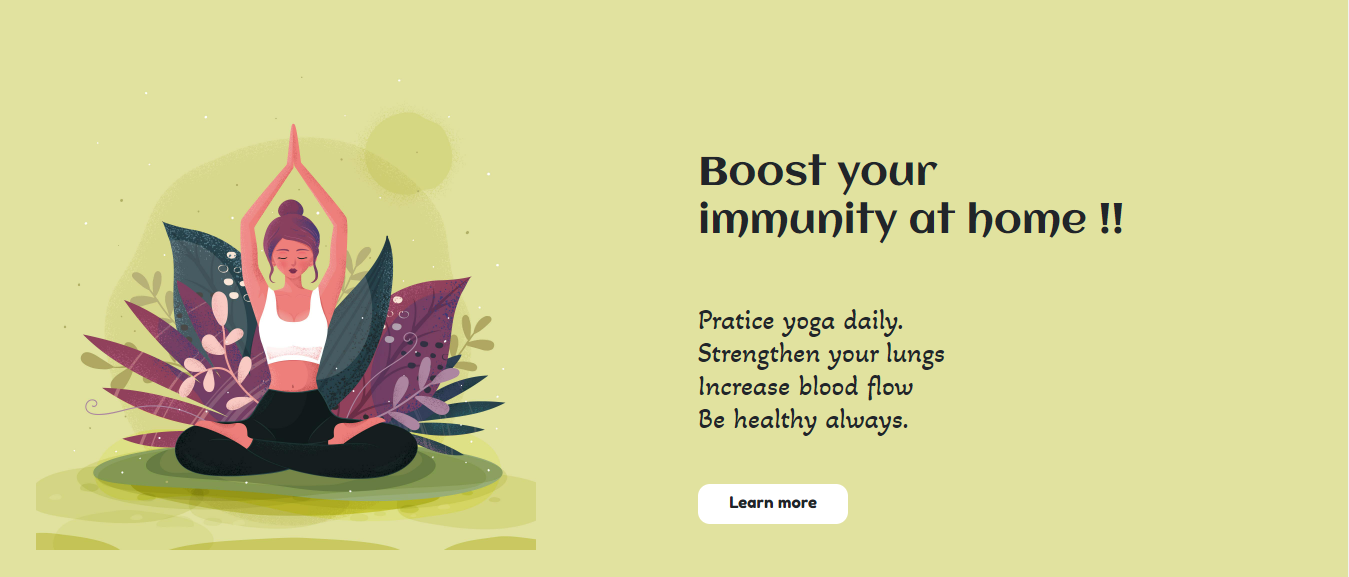 Boost your
immunity at home !!
Pratice yoga daily.
Strengthen your lungs
Increase blood flow
Be healthy always.
Learn more